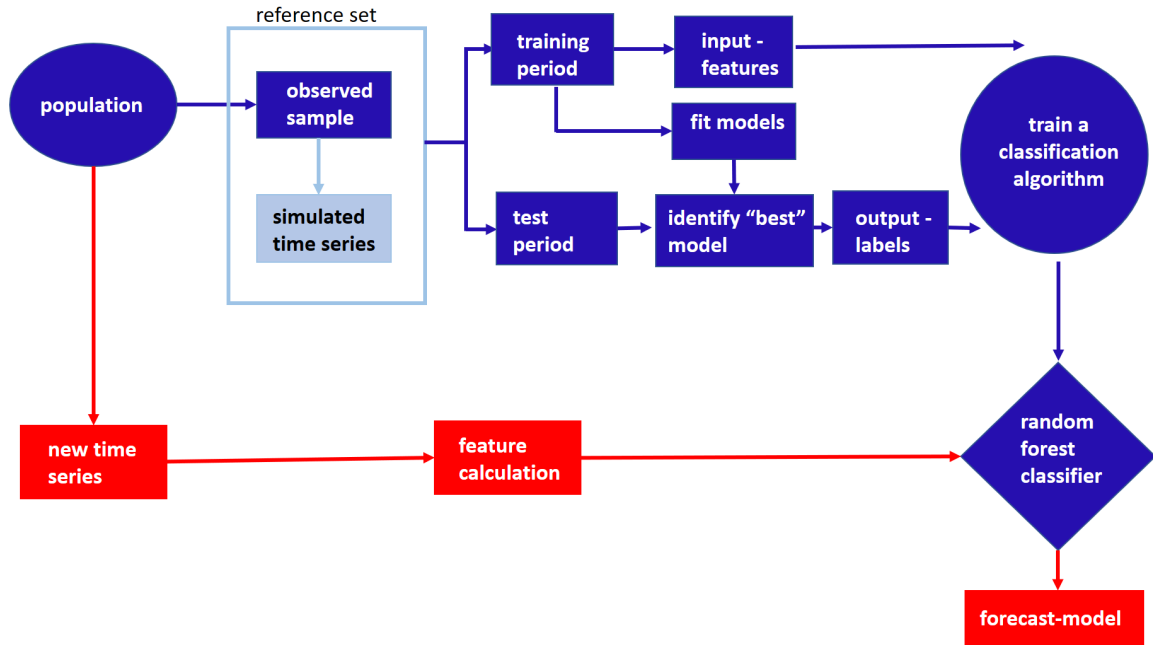 reference set
population
observed
sample
simulated
time series
training
period
input -
features
fit models
test
period
identify “best”
model
output -
labels
train a
classification
algorithm
new time
series
feature
calculation
random
forest
classifier
forecast-model